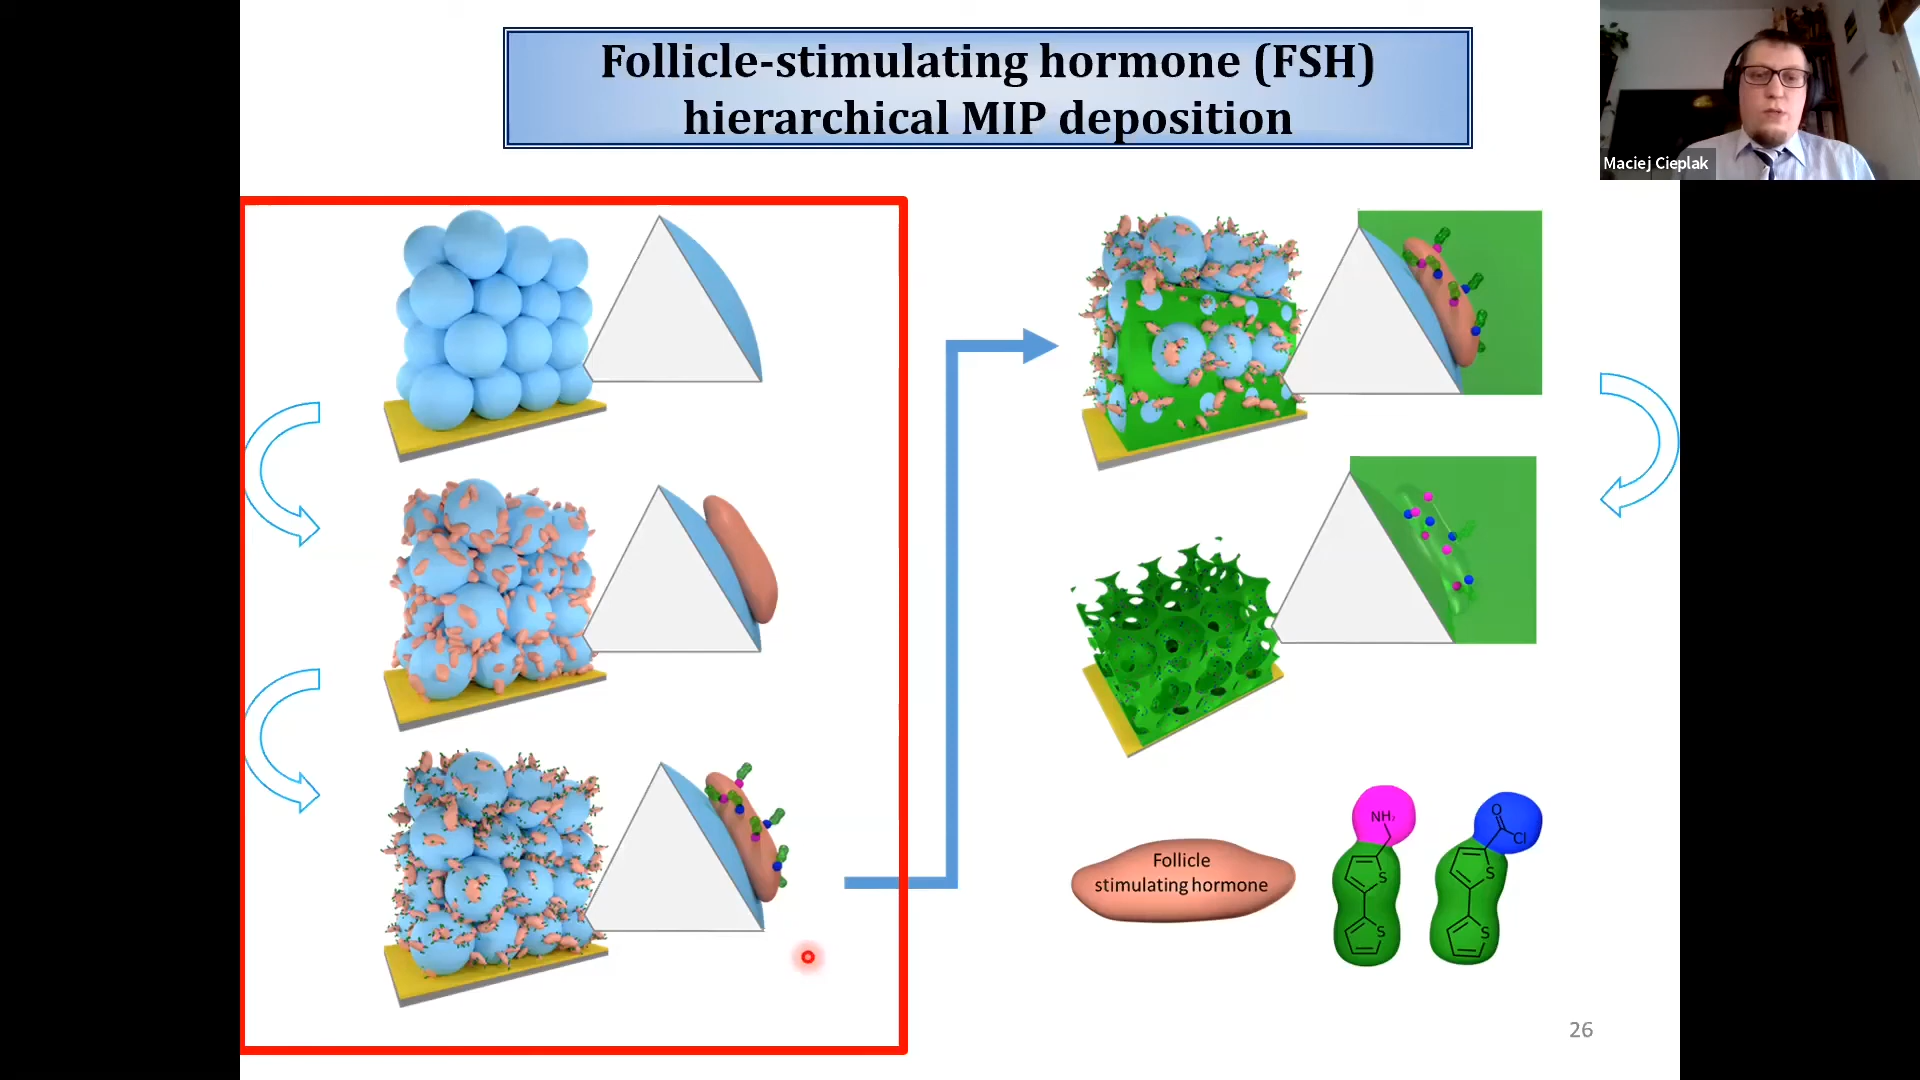 Follicle-stimulating hormone (FSH)
hierarchical MIP deposition
Maciej Cieplak
Follicle
stimulating hormone
NH₂
S
S
O
Cl
S
S
26